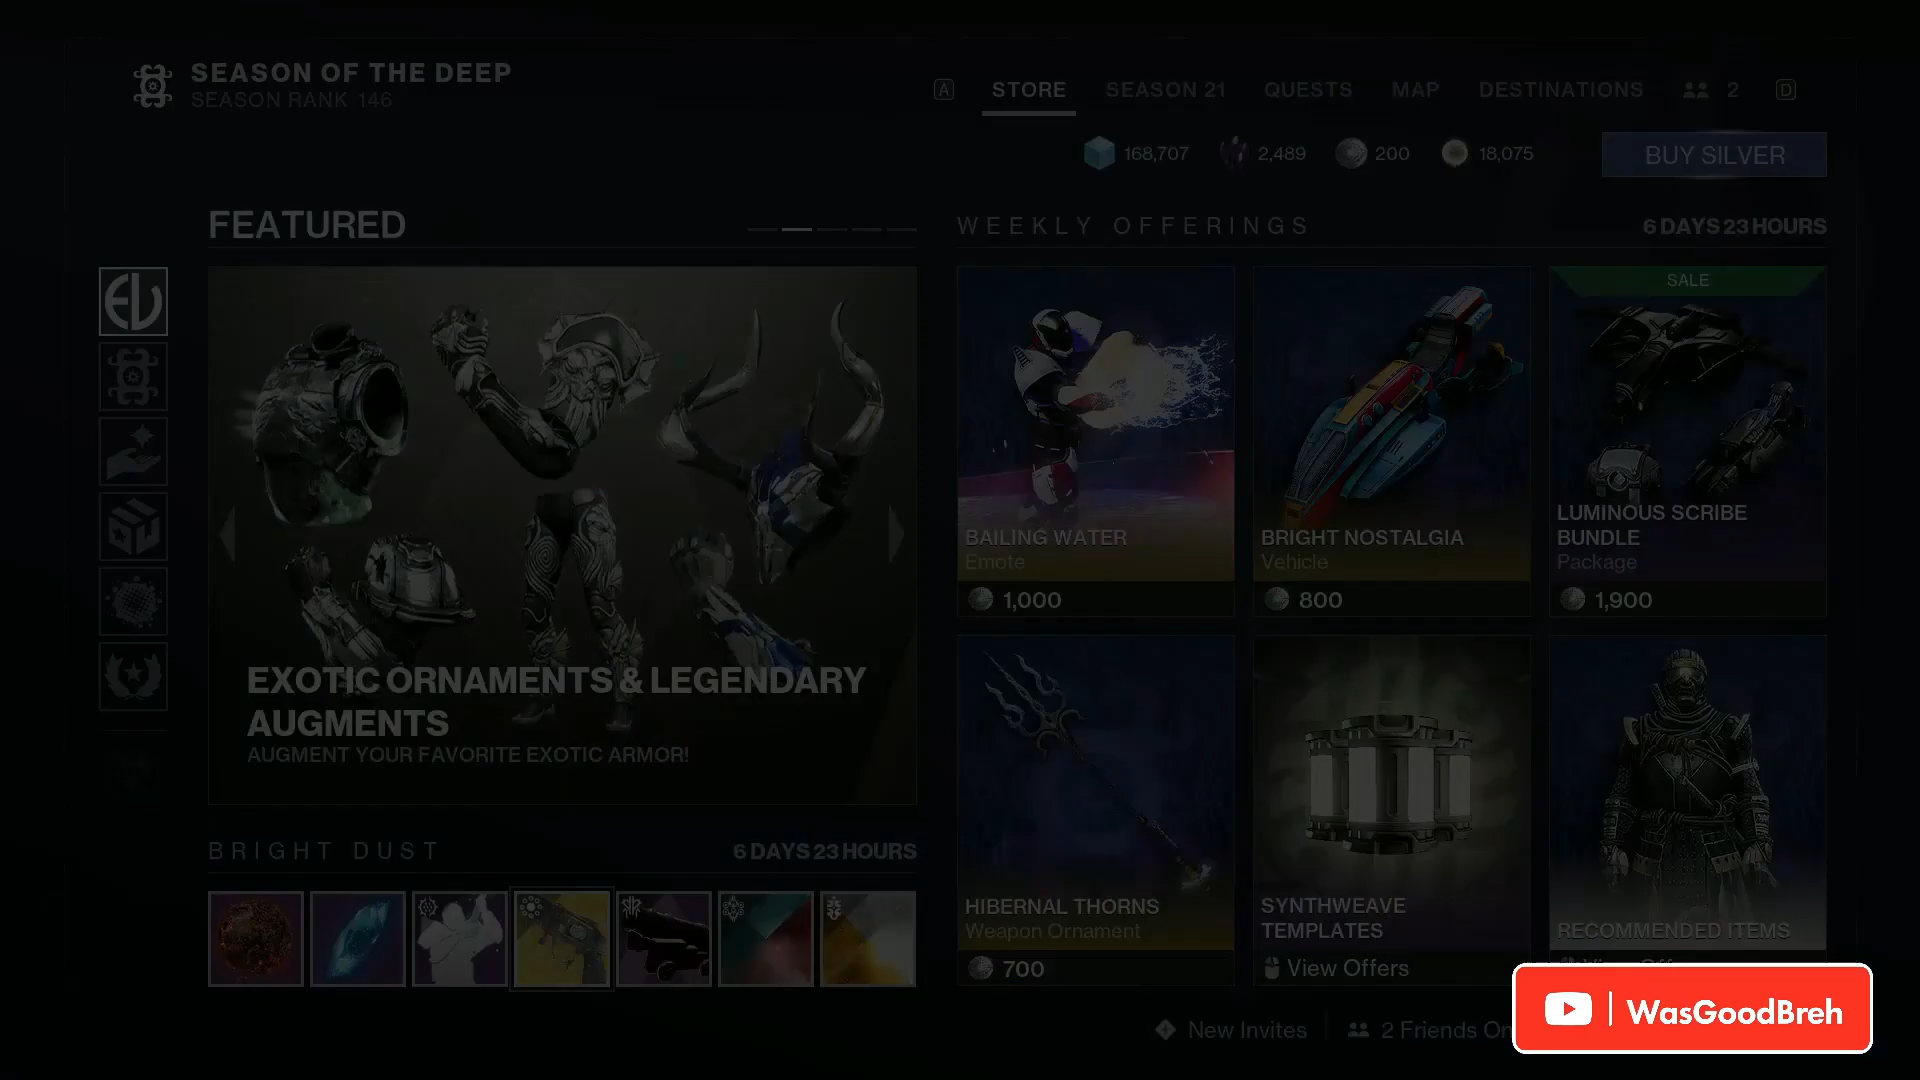 SEASON OF THE DEEP
SEASON RANK 146
A
STORE
SEASON 21
QUESTS
MAP
DESTINATIONS
2
D
168,707
2,489
200
18,075
BUY SILVER
FEATURED
EXOTIC ORNAMENTS & LEGENDARY
AUGMENTS
AUGMENT YOUR FAVORITE EXOTIC ARMOR!
BRIGHT DUST
6 DAYS 23 HOURS
WEEKLY OFFERINGS
6 DAYS 23 HOURS
BAILING WATER
Emote
1,000
BRIGHT NOSTALGIA
Vehicle
800
SALE
LUMINOUS SCRIBE
BUNDLE
Package
1,900
HIBERNAL THORNS
Weapon Ornament
700
SYNTHWEAVE
TEMPLATES
View Offers
RECOMMENDED ITEMS
New Invites
2 Friends On
WasGoodBreh